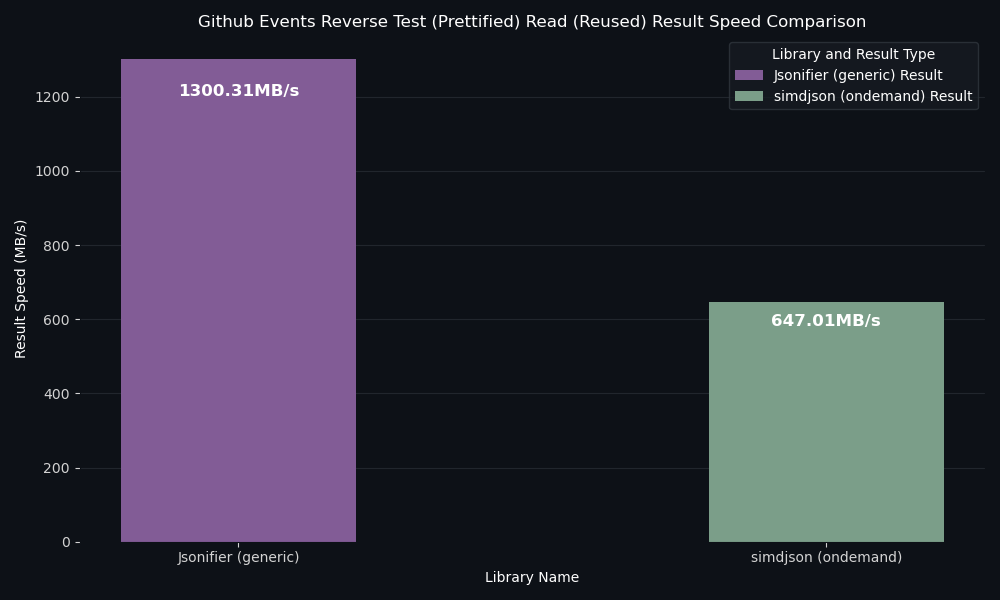 Github Events Reverse Test (Prettified) Read (Reused) Result Speed Comparison
Library and Result Type
Jsonifier (generic) Result
simdjson (ondemand) Result
1300.31MB/s
647.01MB/s
Result Speed (MB/s)
1200
1000
800
600
400
200
0
Jsonifier (generic)
simdjson (ondemand)
Library Name